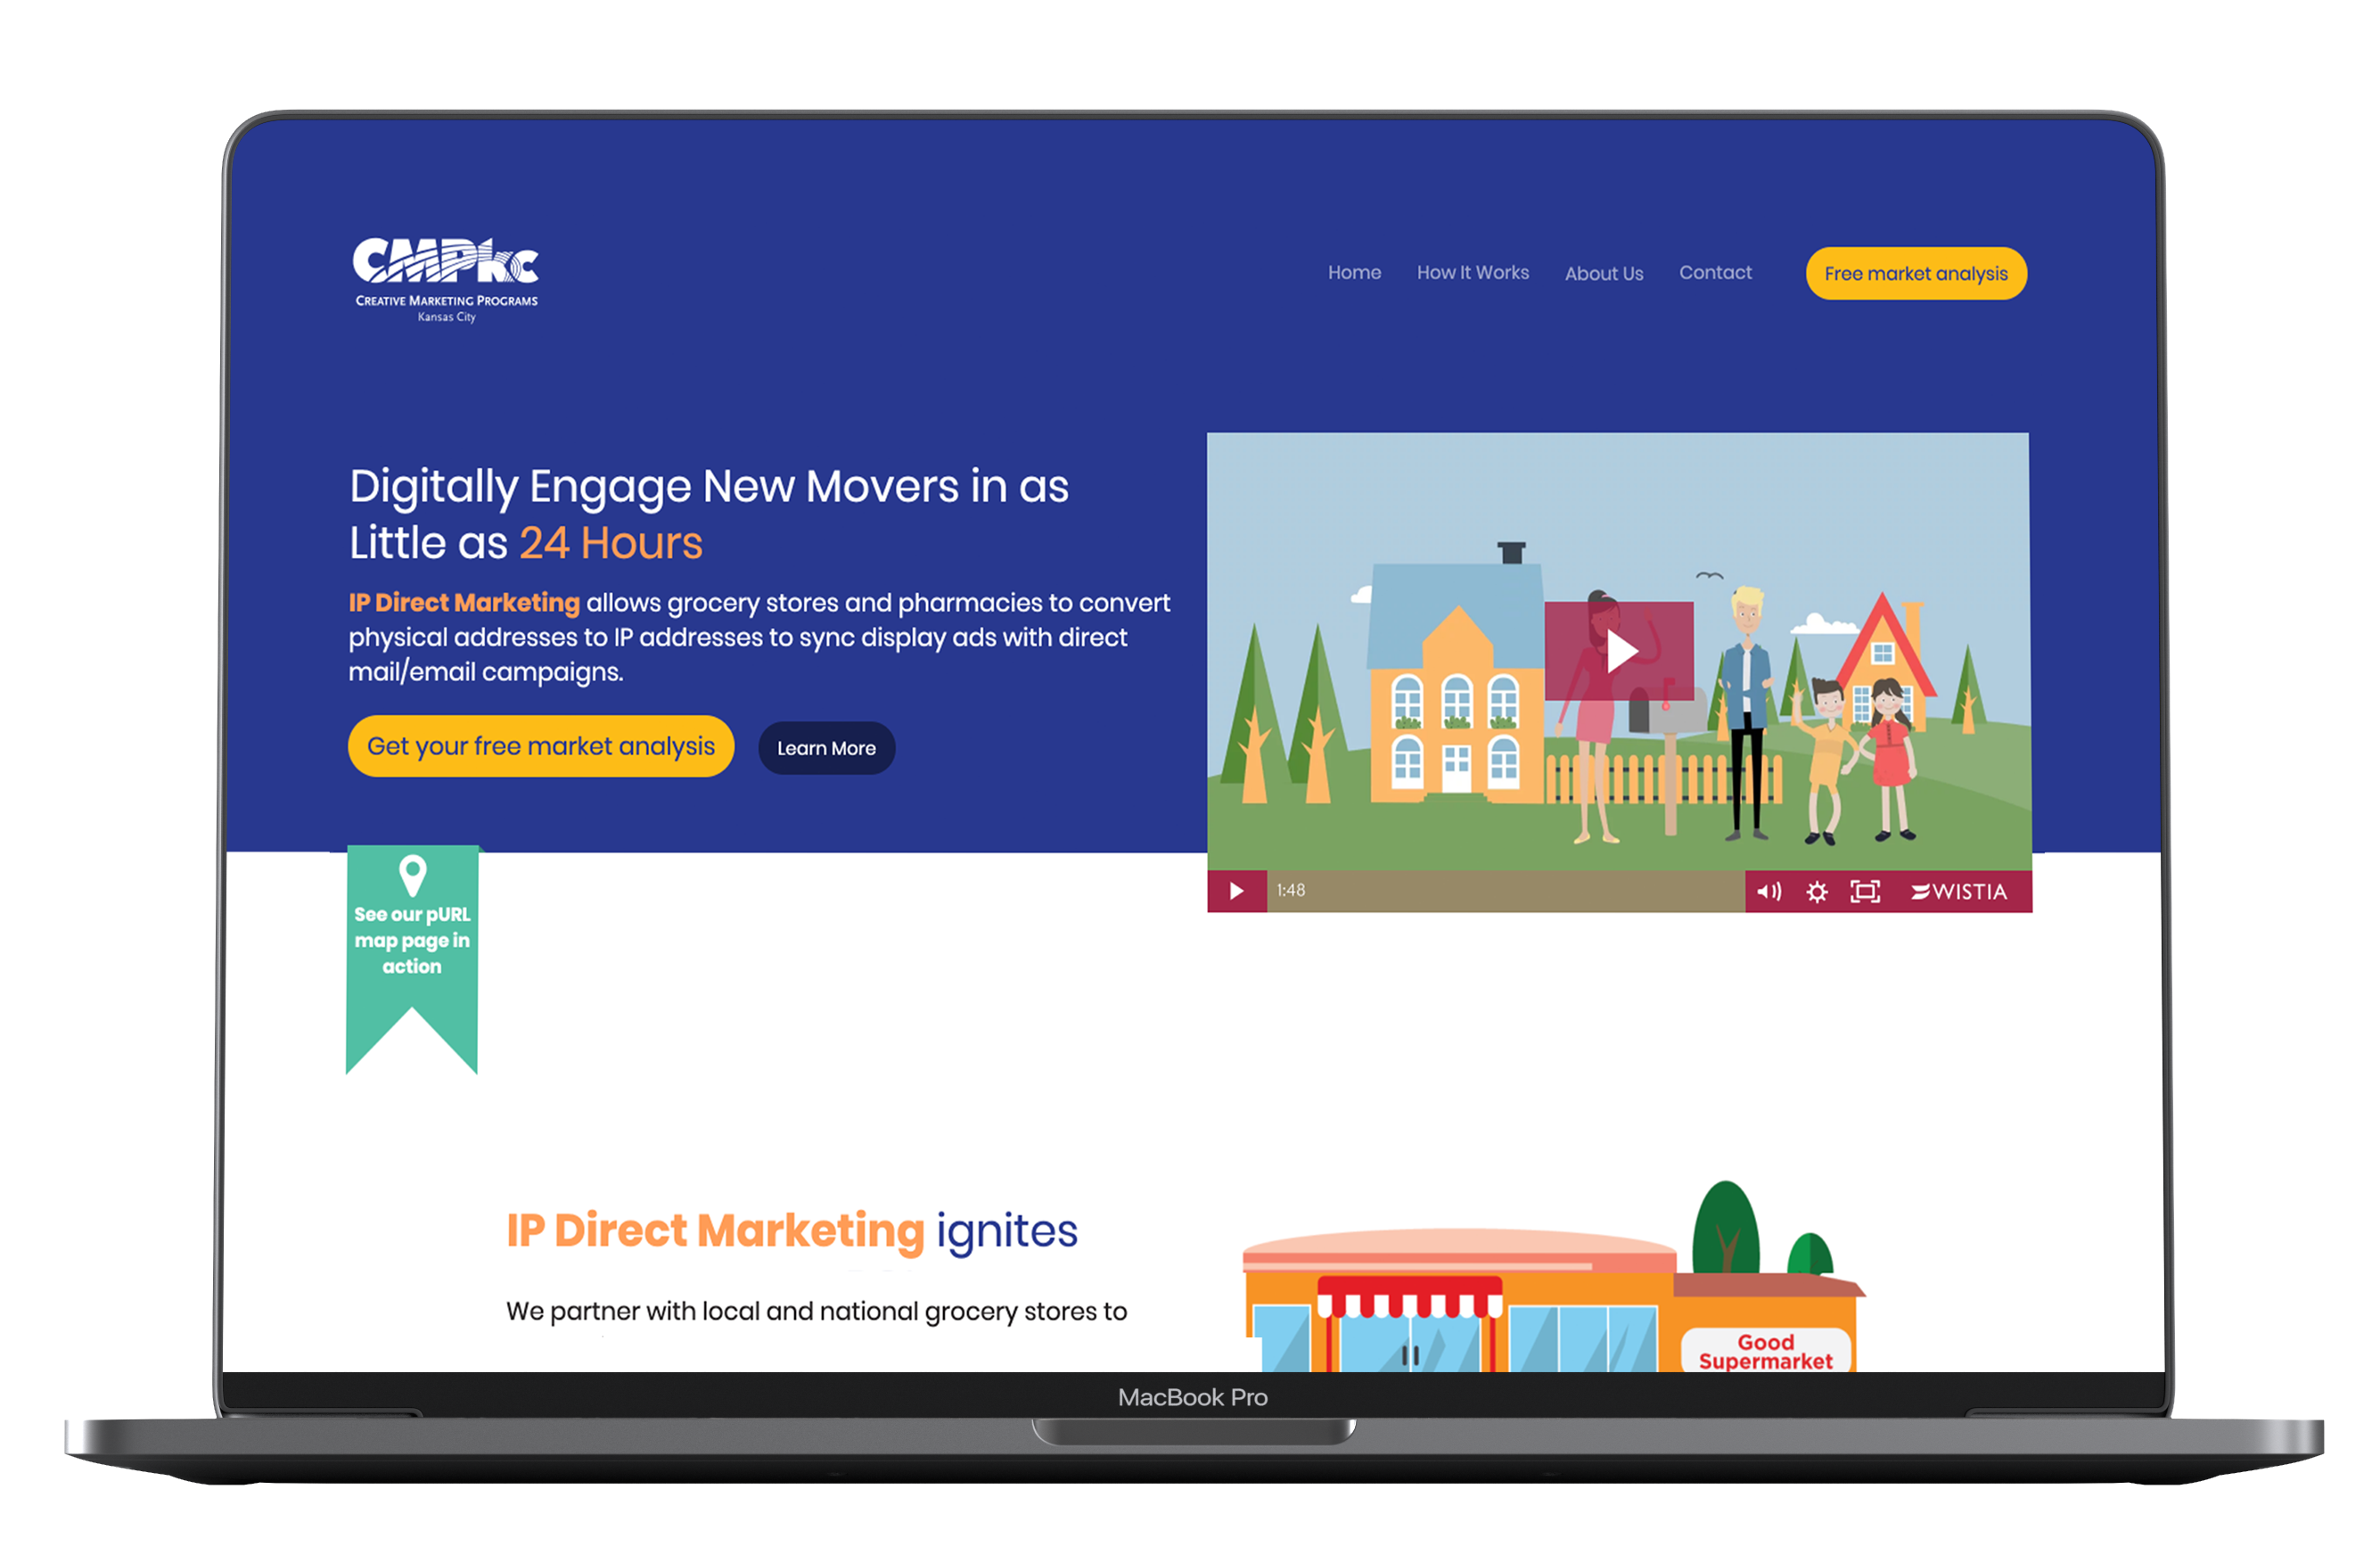 CMPkc
CREATIVE MARKETING PROGRAMS
Kansas City
Home How It Works About Us Contact Free market analysis
Digitally Engage New Movers in as
Little as 24 Hours
IP Direct Marketing allows grocery stores and pharmacies to convert
physical addresses to IP addresses to sync display ads with direct
mail/email campaigns.
Get your free market analysis Learn More
1:48 WISTIA
See our pURL
map page in
action
IP Direct Marketing ignites
We partner with local and national grocery stores to
Good
Supermarket
MacBook Pro